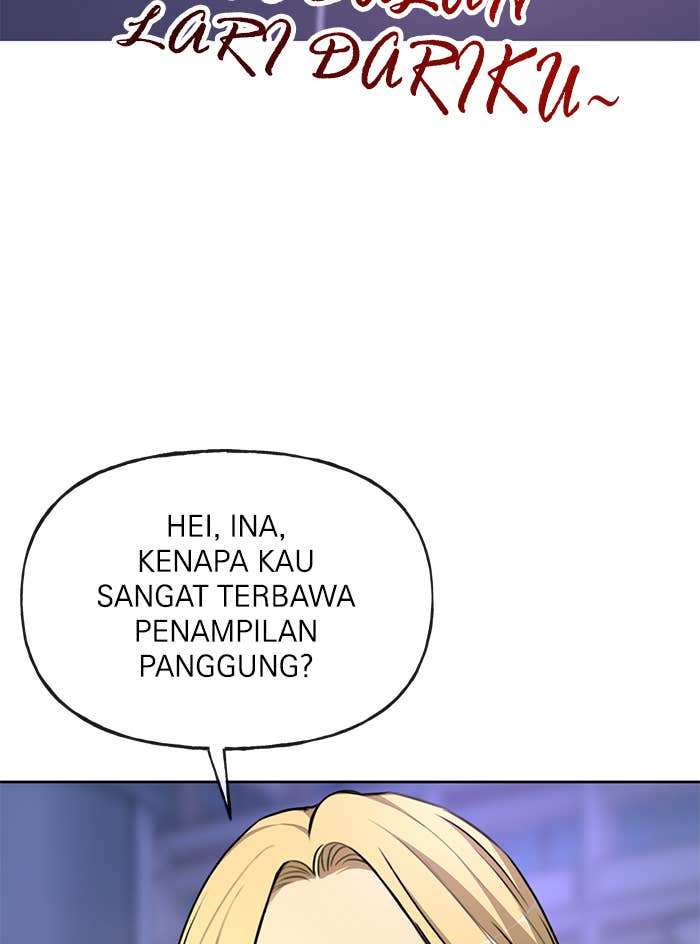 LARI DARIKU~
HEI, INA,
KENAPA KAU
SANGAT TERBAWA
PENAMPILAN
PANGGUNG?